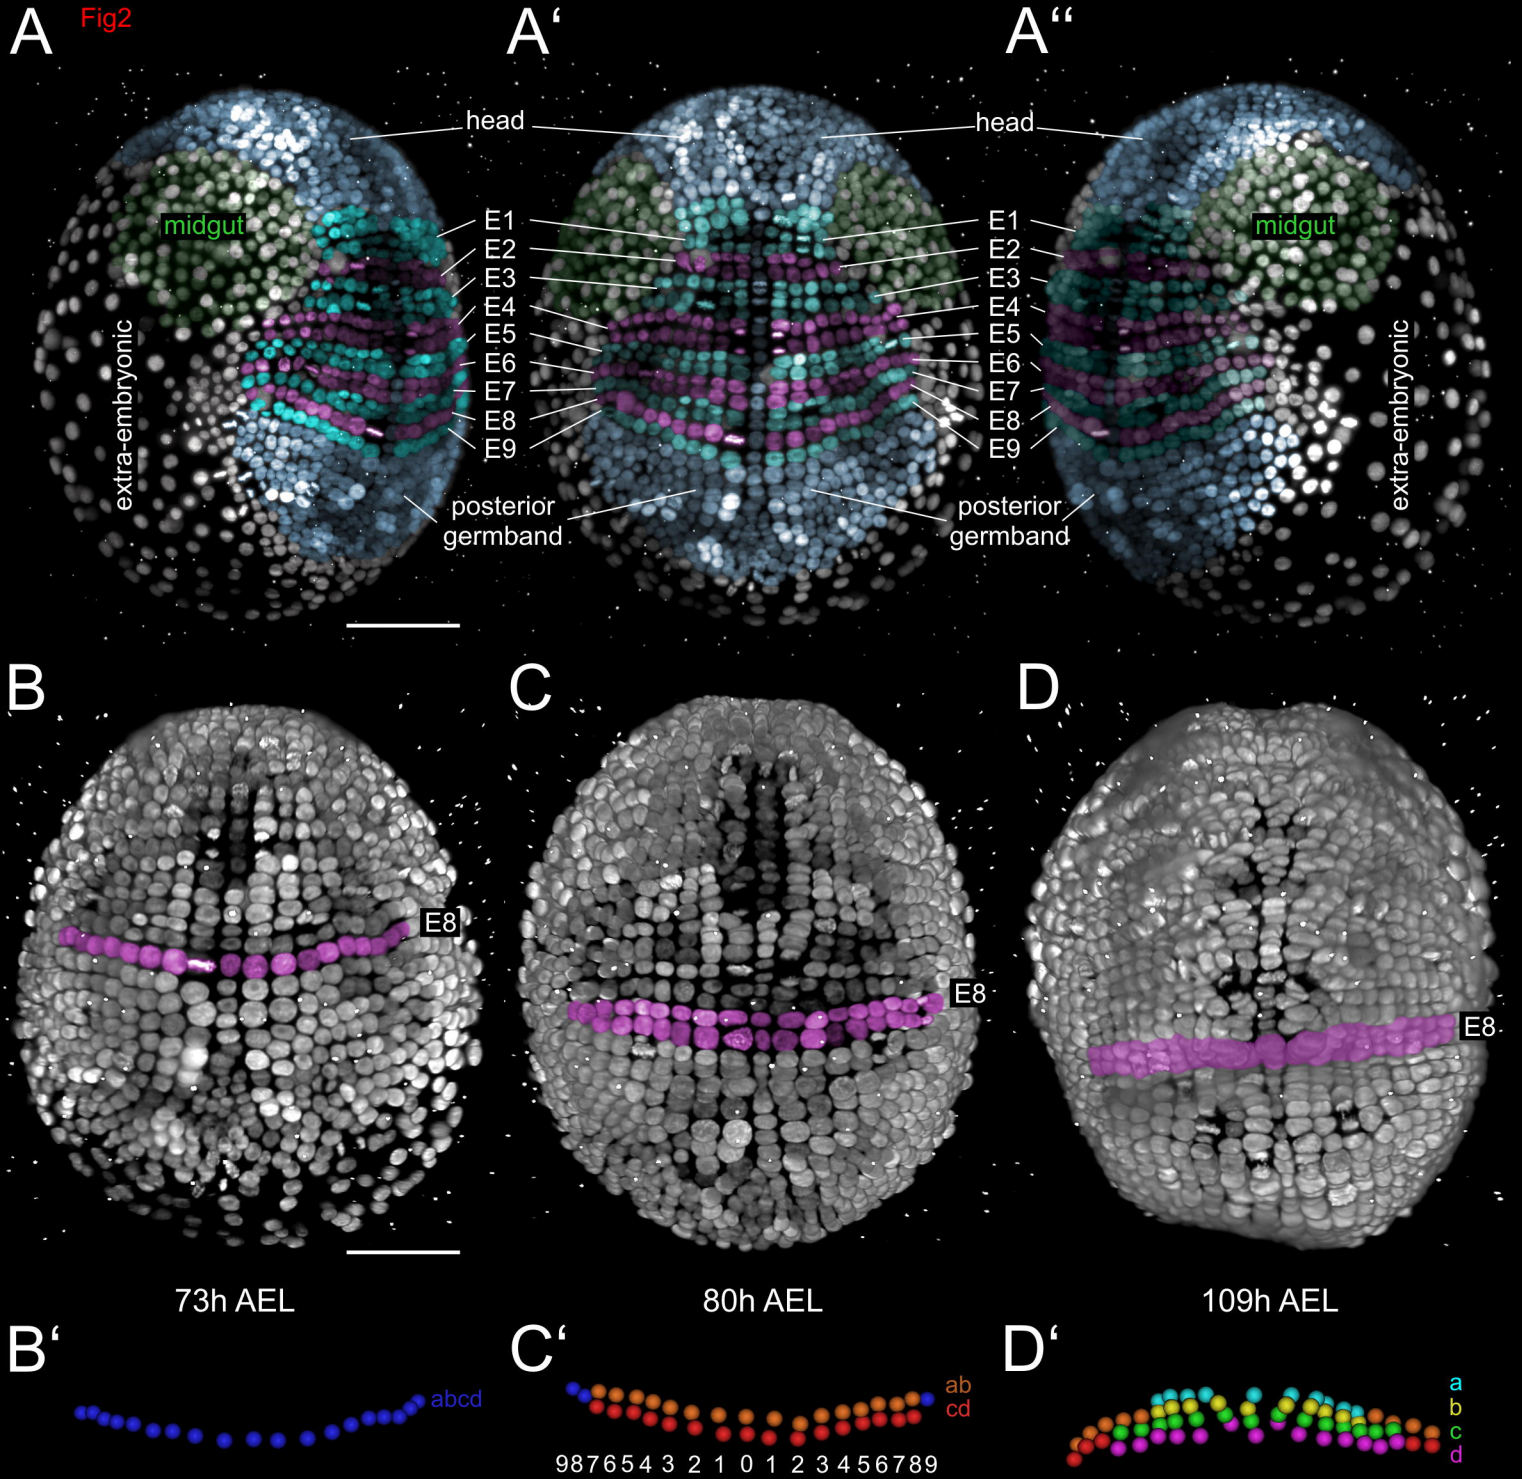 A Fig2 A‘ A‘‘
head head
midgut midgut
E1 E1
E2 E2
E3 E3
E4 E4
E5 E5
E6 E6
E7 E7
E8 E8
E9 E9
extra-embryonic extra-embryonic
posterior posterior
germband germband
B C D
E8
E8
E8
73h AEL 80h AEL 109h AEL
B‘ C‘ D‘
abcd
ab
cd
9 8 7 6 5 4 3 2 1 0 1 2 3 4 5 6 7 8 9
a
b
c
d